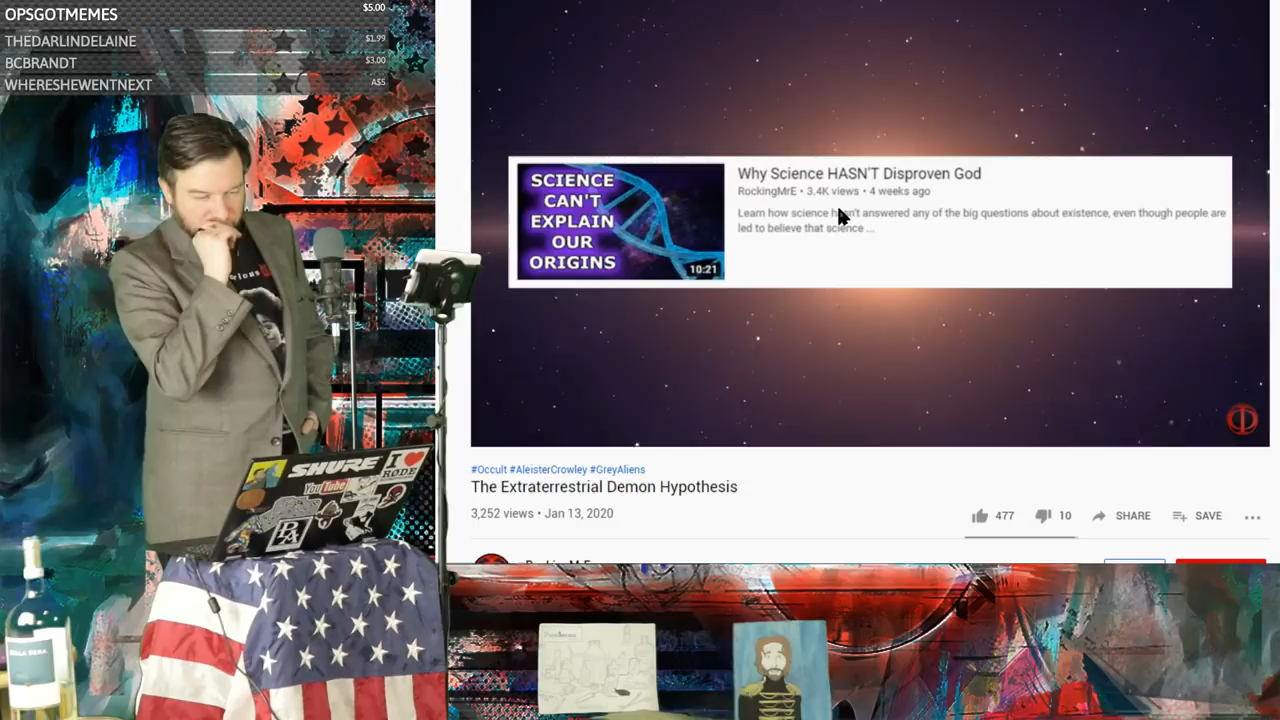 OPSGOTMEMES $5.00
THEDARLINDELAINE $1.99
BCBRANDT $3.00
WHERESHEWENTNEXT A$5
SCIENCE
CAN'T
EXPLAIN
OUR
ORIGINS
10:21
Why Science HASN'T Disproven God
RockingMrE • 3.4K views • 4 weeks ago
Learn how science hasn't answered any of the big questions about existence, even though people are
led to believe that science ...
#Occult #AleisterCrowley #GreyAliens
The Extraterrestrial Demon Hypothesis
3,252 views • Jan 13, 2020
477 10 SHARE SAVE
SHURE
I
RODE
YouTube